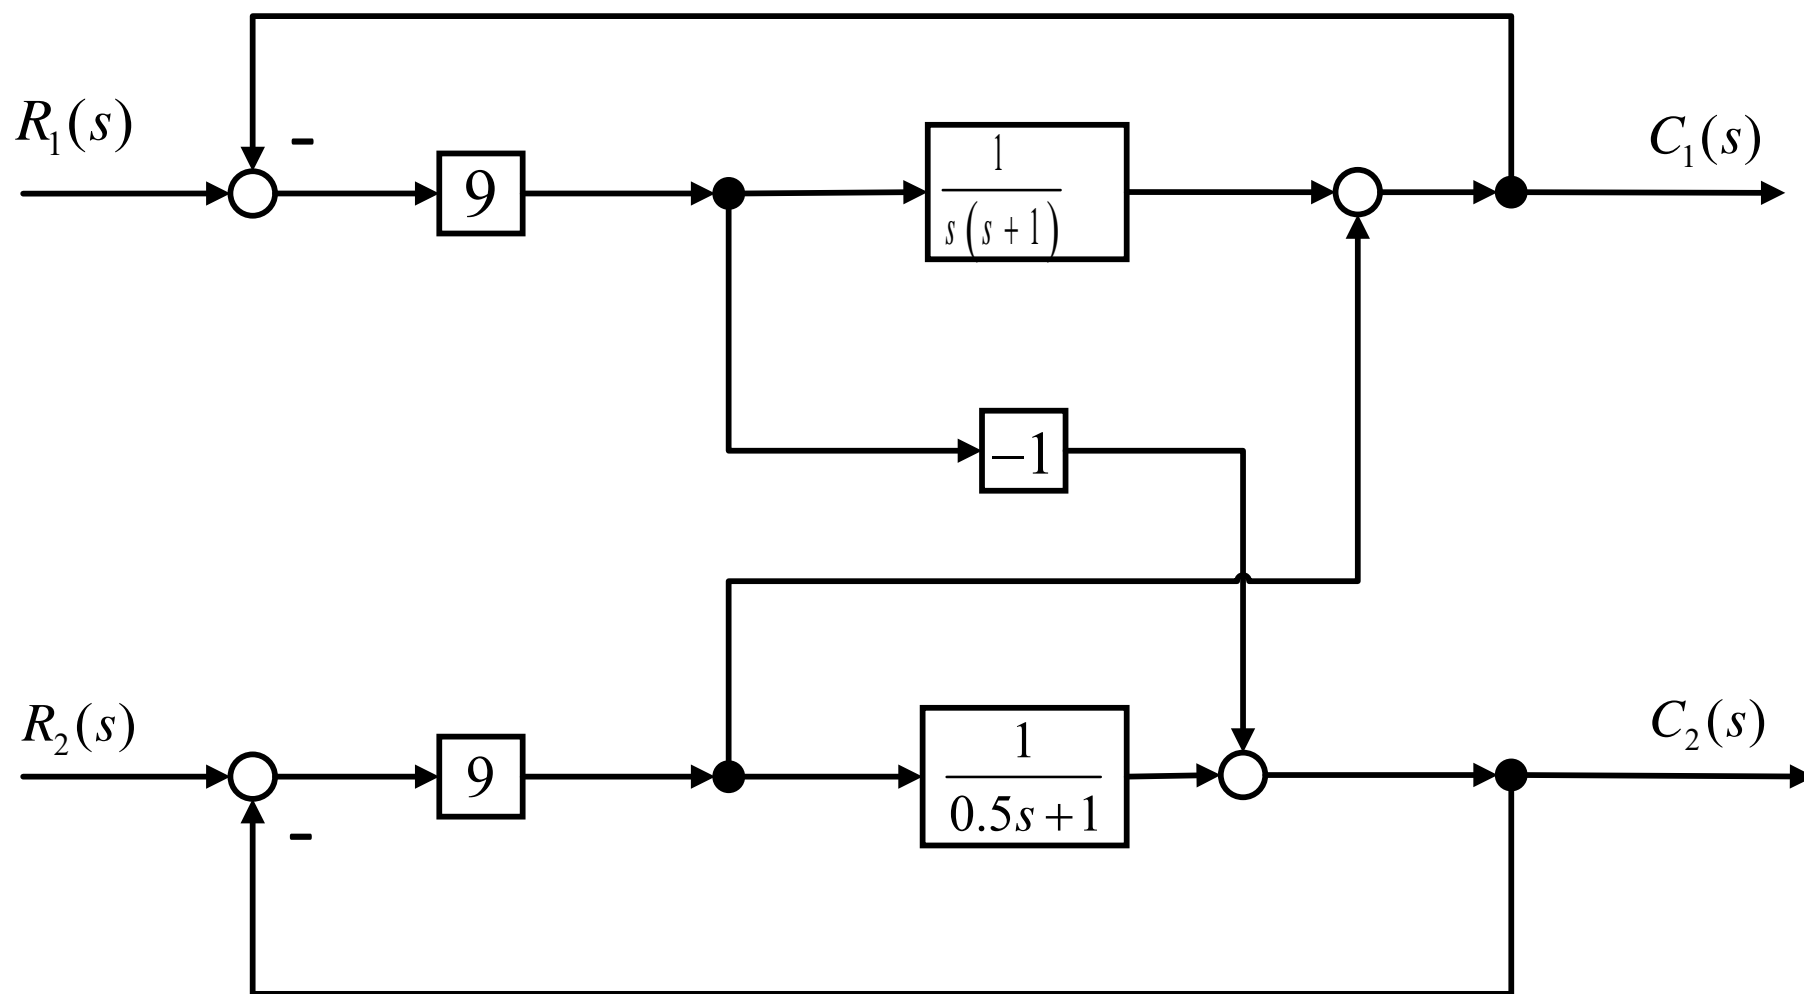 R₁(s)
-
9
1
s(s+1)
C₁(s)
−1
R₂(s)
-
9
1
0.5s+1
C₂(s)